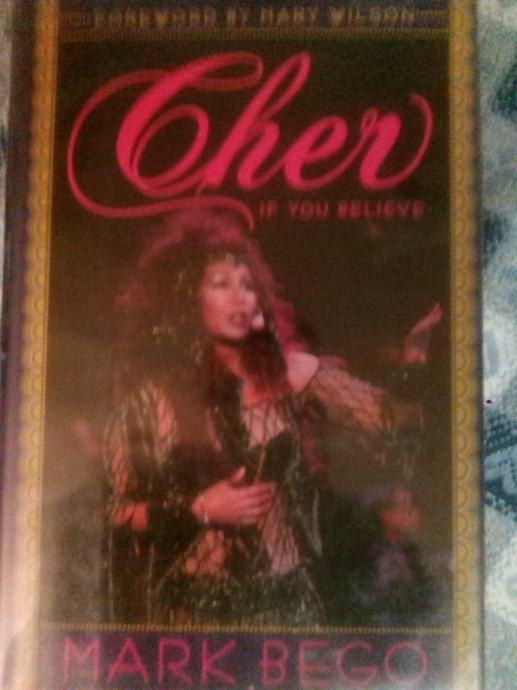 FOREWORD BY MARY WILSON
Cher
IF YOU BELIEVE
MARK BEGO